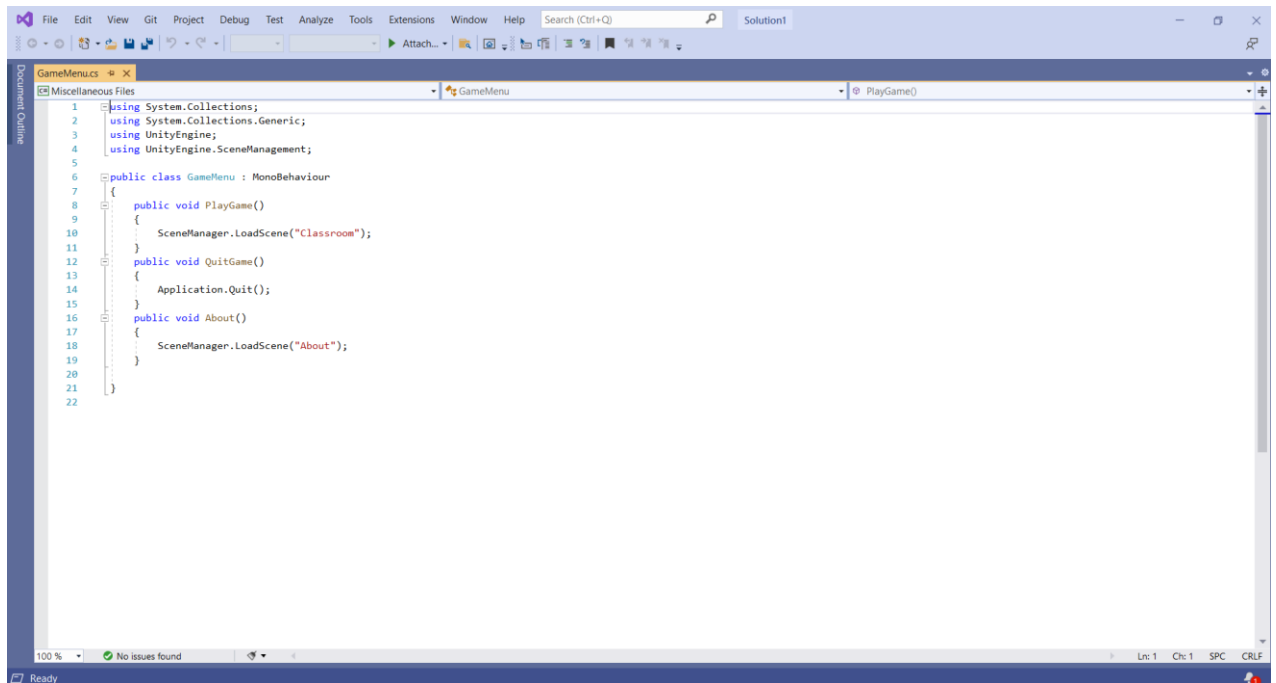 File Edit View Git Project Debug Test Analyze Tools Extensions Window Help Search (Ctrl+Q) Solution1
Attach...
Document Outline
GameMenu.cs
C# Miscellaneous Files GameMenu PlayGame()
1 using System.Collections;
2 using System.Collections.Generic;
3 using UnityEngine;
4 using UnityEngine.SceneManagement;
5
6 public class GameMenu : MonoBehaviour
7 {
8 public void PlayGame()
9 {
10 SceneManager.LoadScene("Classroom");
11 }
12 public void QuitGame()
13 {
14 Application.Quit();
15 }
16 public void About()
17 {
18 SceneManager.LoadScene("About");
19 }
20
21 }
22
100 % No issues found Ln: 1 Ch: 1 SPC CRLF
Ready 1